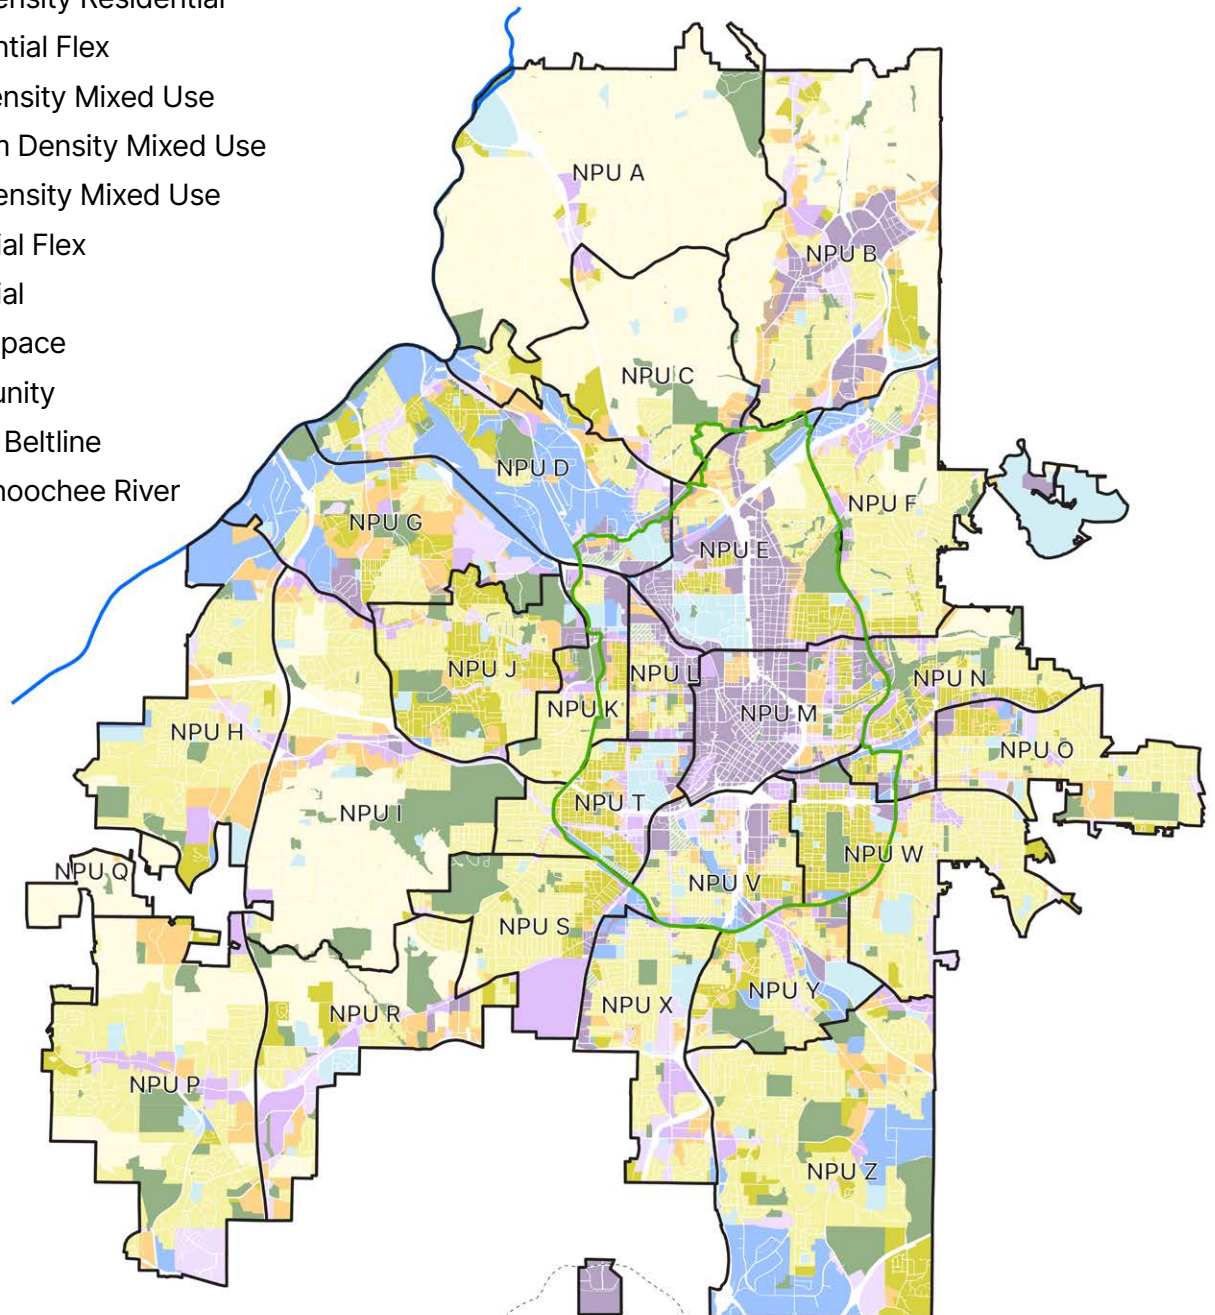 ensity Residential
ntial Flex
ensity Mixed Use
n Density Mixed Use
ensity Mixed Use
ial Flex
ial
pace
unity
Beltline
hoochee River
NPU A
NPU B
NPU C
NPU D
NPU F
NPU G
NPU E
NPU J
NPU L
NPU N
NPU K
NPU M
NPU H
NPU O
NPU T
NPU I
NPU W
NPU Q
NPU V
NPU S
NPU Y
NPU X
NPU R
NPU P
NPU Z